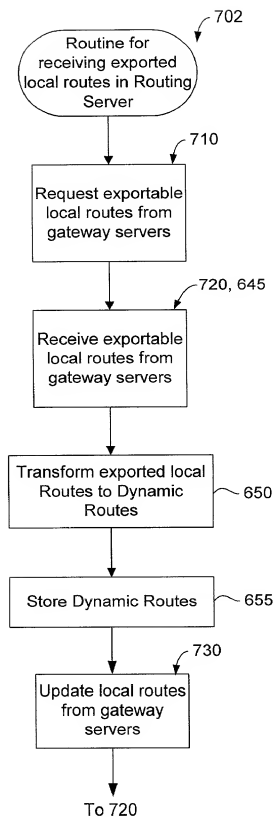 Routine for
receiving exported
local routes in Routing
Server
702
710
Request exportable
local routes from
gateway servers
720, 645
Receive exportable
local routes from
gateway servers
Transform exported local
Routes to Dynamic
Routes
650
Store Dynamic Routes
655
730
Update local routes
from gateway
servers
To 720